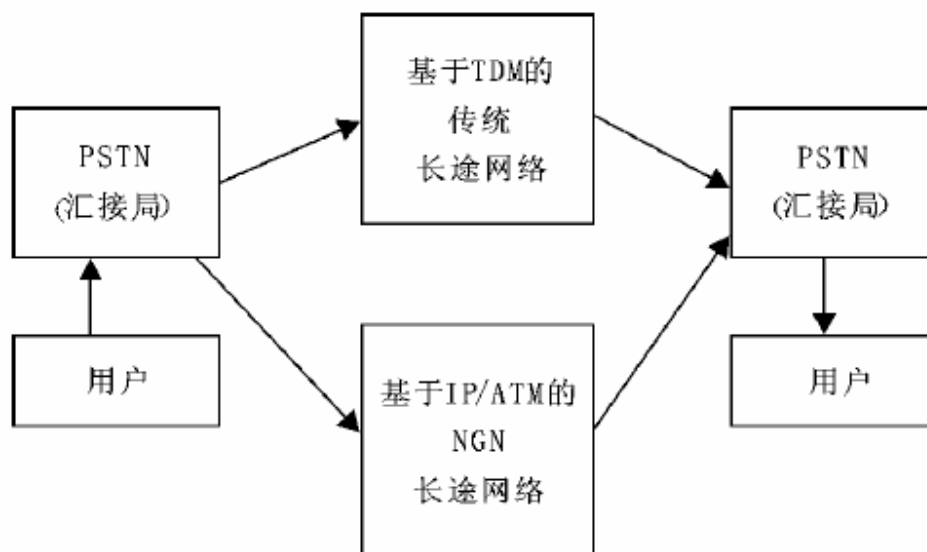 基于TDM的
传统
长途网络
PSTN
(汇接局)
PSTN
(汇接局)
用户
用户
基于IP/ATM的
NGN
长途网络